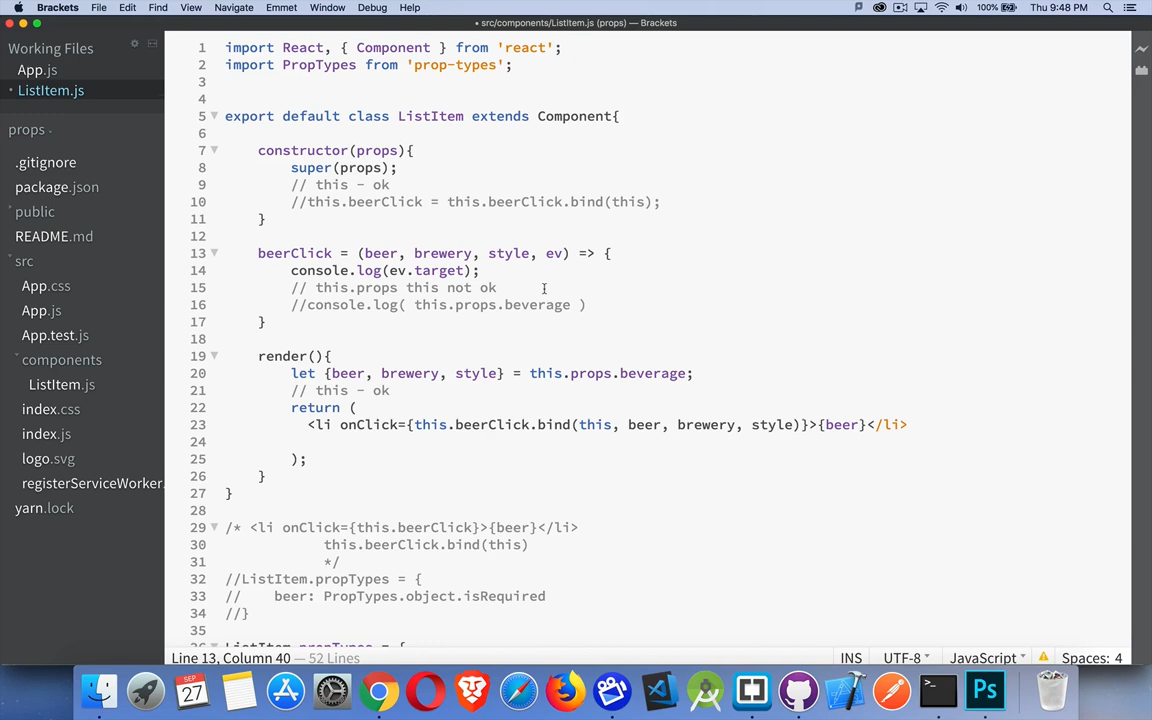 Brackets File Edit Find View Navigate Emmet Window Debug Help 100% Thu 9:48 PM
• src/components/ListItem.js (props) — Brackets
Working Files
App.js
• ListItem.js
props
.gitignore
package.json
public
README.md
src
App.css
App.js
App.test.js
components
ListItem.js
index.css
index.js
logo.svg
registerServiceWorker.
yarn.lock
1 import React, { Component } from 'react';
2 import PropTypes from 'prop-types';
3
4
5 export default class ListItem extends Component{
6
7 constructor(props){
8 super(props);
9 // this - ok
10 //this.beerClick = this.beerClick.bind(this);
11 }
12
13 beerClick = (beer, brewery, style, ev) => {
14 console.log(ev.target);
15 // this.props this not ok
16 //console.log( this.props.beverage )
17 }
18
19 render(){
20 let {beer, brewery, style} = this.props.beverage;
21 // this - ok
22 return (
23 <li onClick={this.beerClick.bind(this, beer, brewery, style)}>{beer}</li>
24
25 );
26 }
27 }
28
29 /* <li onClick={this.beerClick}>{beer}</li>
30 this.beerClick.bind(this)
31 */
32 //ListItem.propTypes = {
33 // beer: PropTypes.object.isRequired
34 //}
35
36 ListItem.propTypes = {
Line 13, Column 40 — 52 Lines INS UTF-8 JavaScript Spaces: 4
SEP
27
>_
Ps